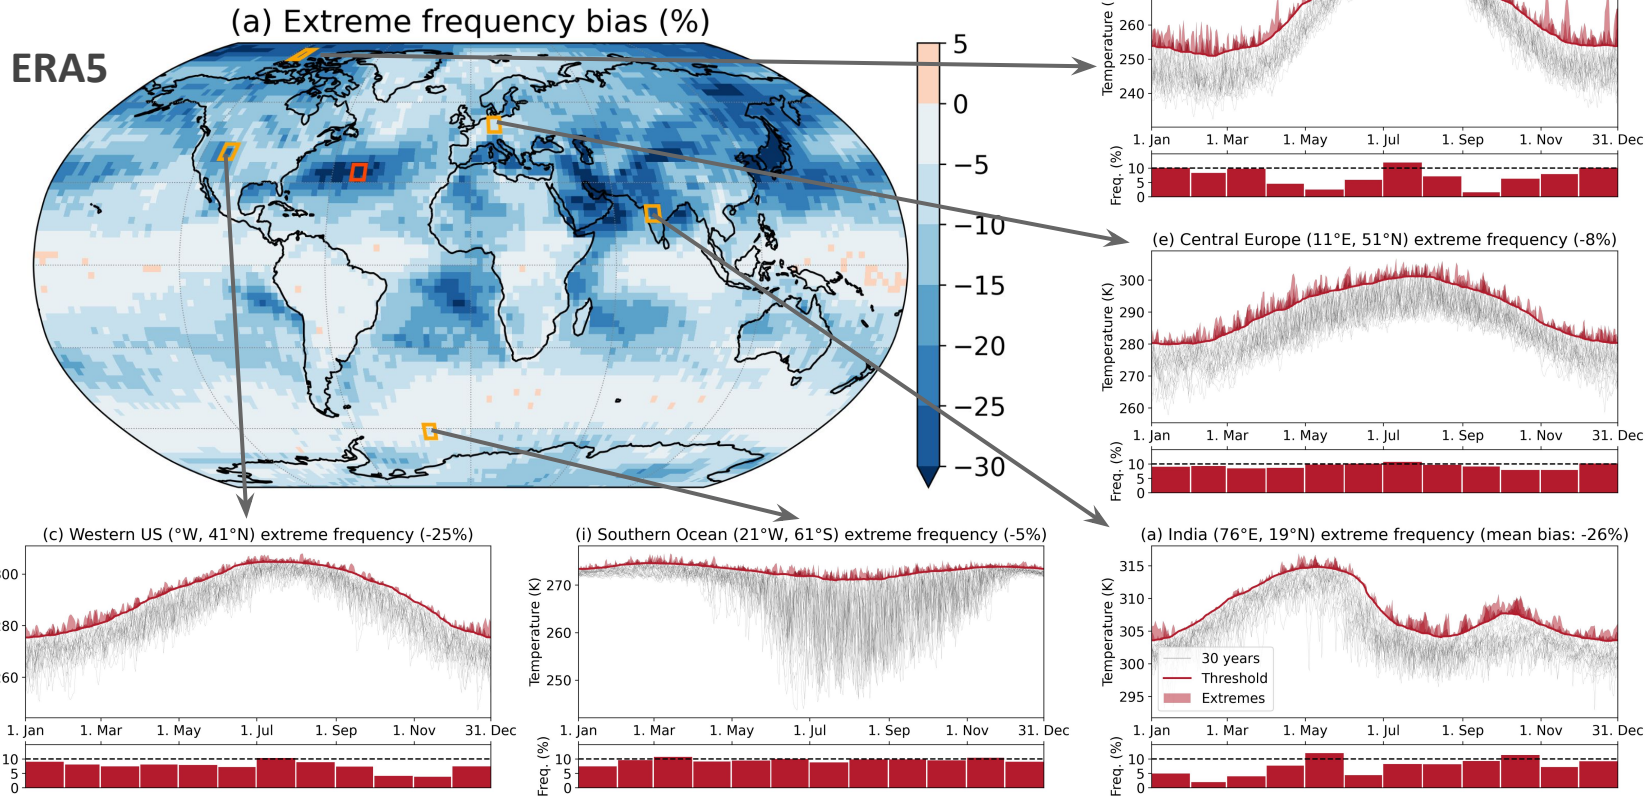 (a) Extreme frequency bias (%)
ERA5
5
0
−5
−10
−15
−20
−25
−30
Temperature (
260
250
240
1. Jan 1. Mar 1. May 1. Jul 1. Sep 1. Nov 31. Dec
Freq. (%)
10
5
0
(e) Central Europe (11°E, 51°N) extreme frequency (-8%)
Temperature (K)
300
290
280
270
260
1. Jan 1. Mar 1. May 1. Jul 1. Sep 1. Nov 31. Dec
Freq. (%)
10
5
0
(c) Western US (°W, 41°N) extreme frequency (-25%)
00
80
60
1. Jan 1. Mar 1. May 1. Jul 1. Sep 1. Nov 31. Dec
10
5
0
(i) Southern Ocean (21°W, 61°S) extreme frequency (-5%)
Temperature (K)
270
260
250
1. Jan 1. Mar 1. May 1. Jul 1. Sep 1. Nov 31. Dec
Freq. (%)
10
5
0
(a) India (76°E, 19°N) extreme frequency (mean bias: -26%)
Temperature (K)
315
310
305
300
295
30 years
Threshold
Extremes
1. Jan 1. Mar 1. May 1. Jul 1. Sep 1. Nov 31. Dec
Freq. (%)
10
5
0